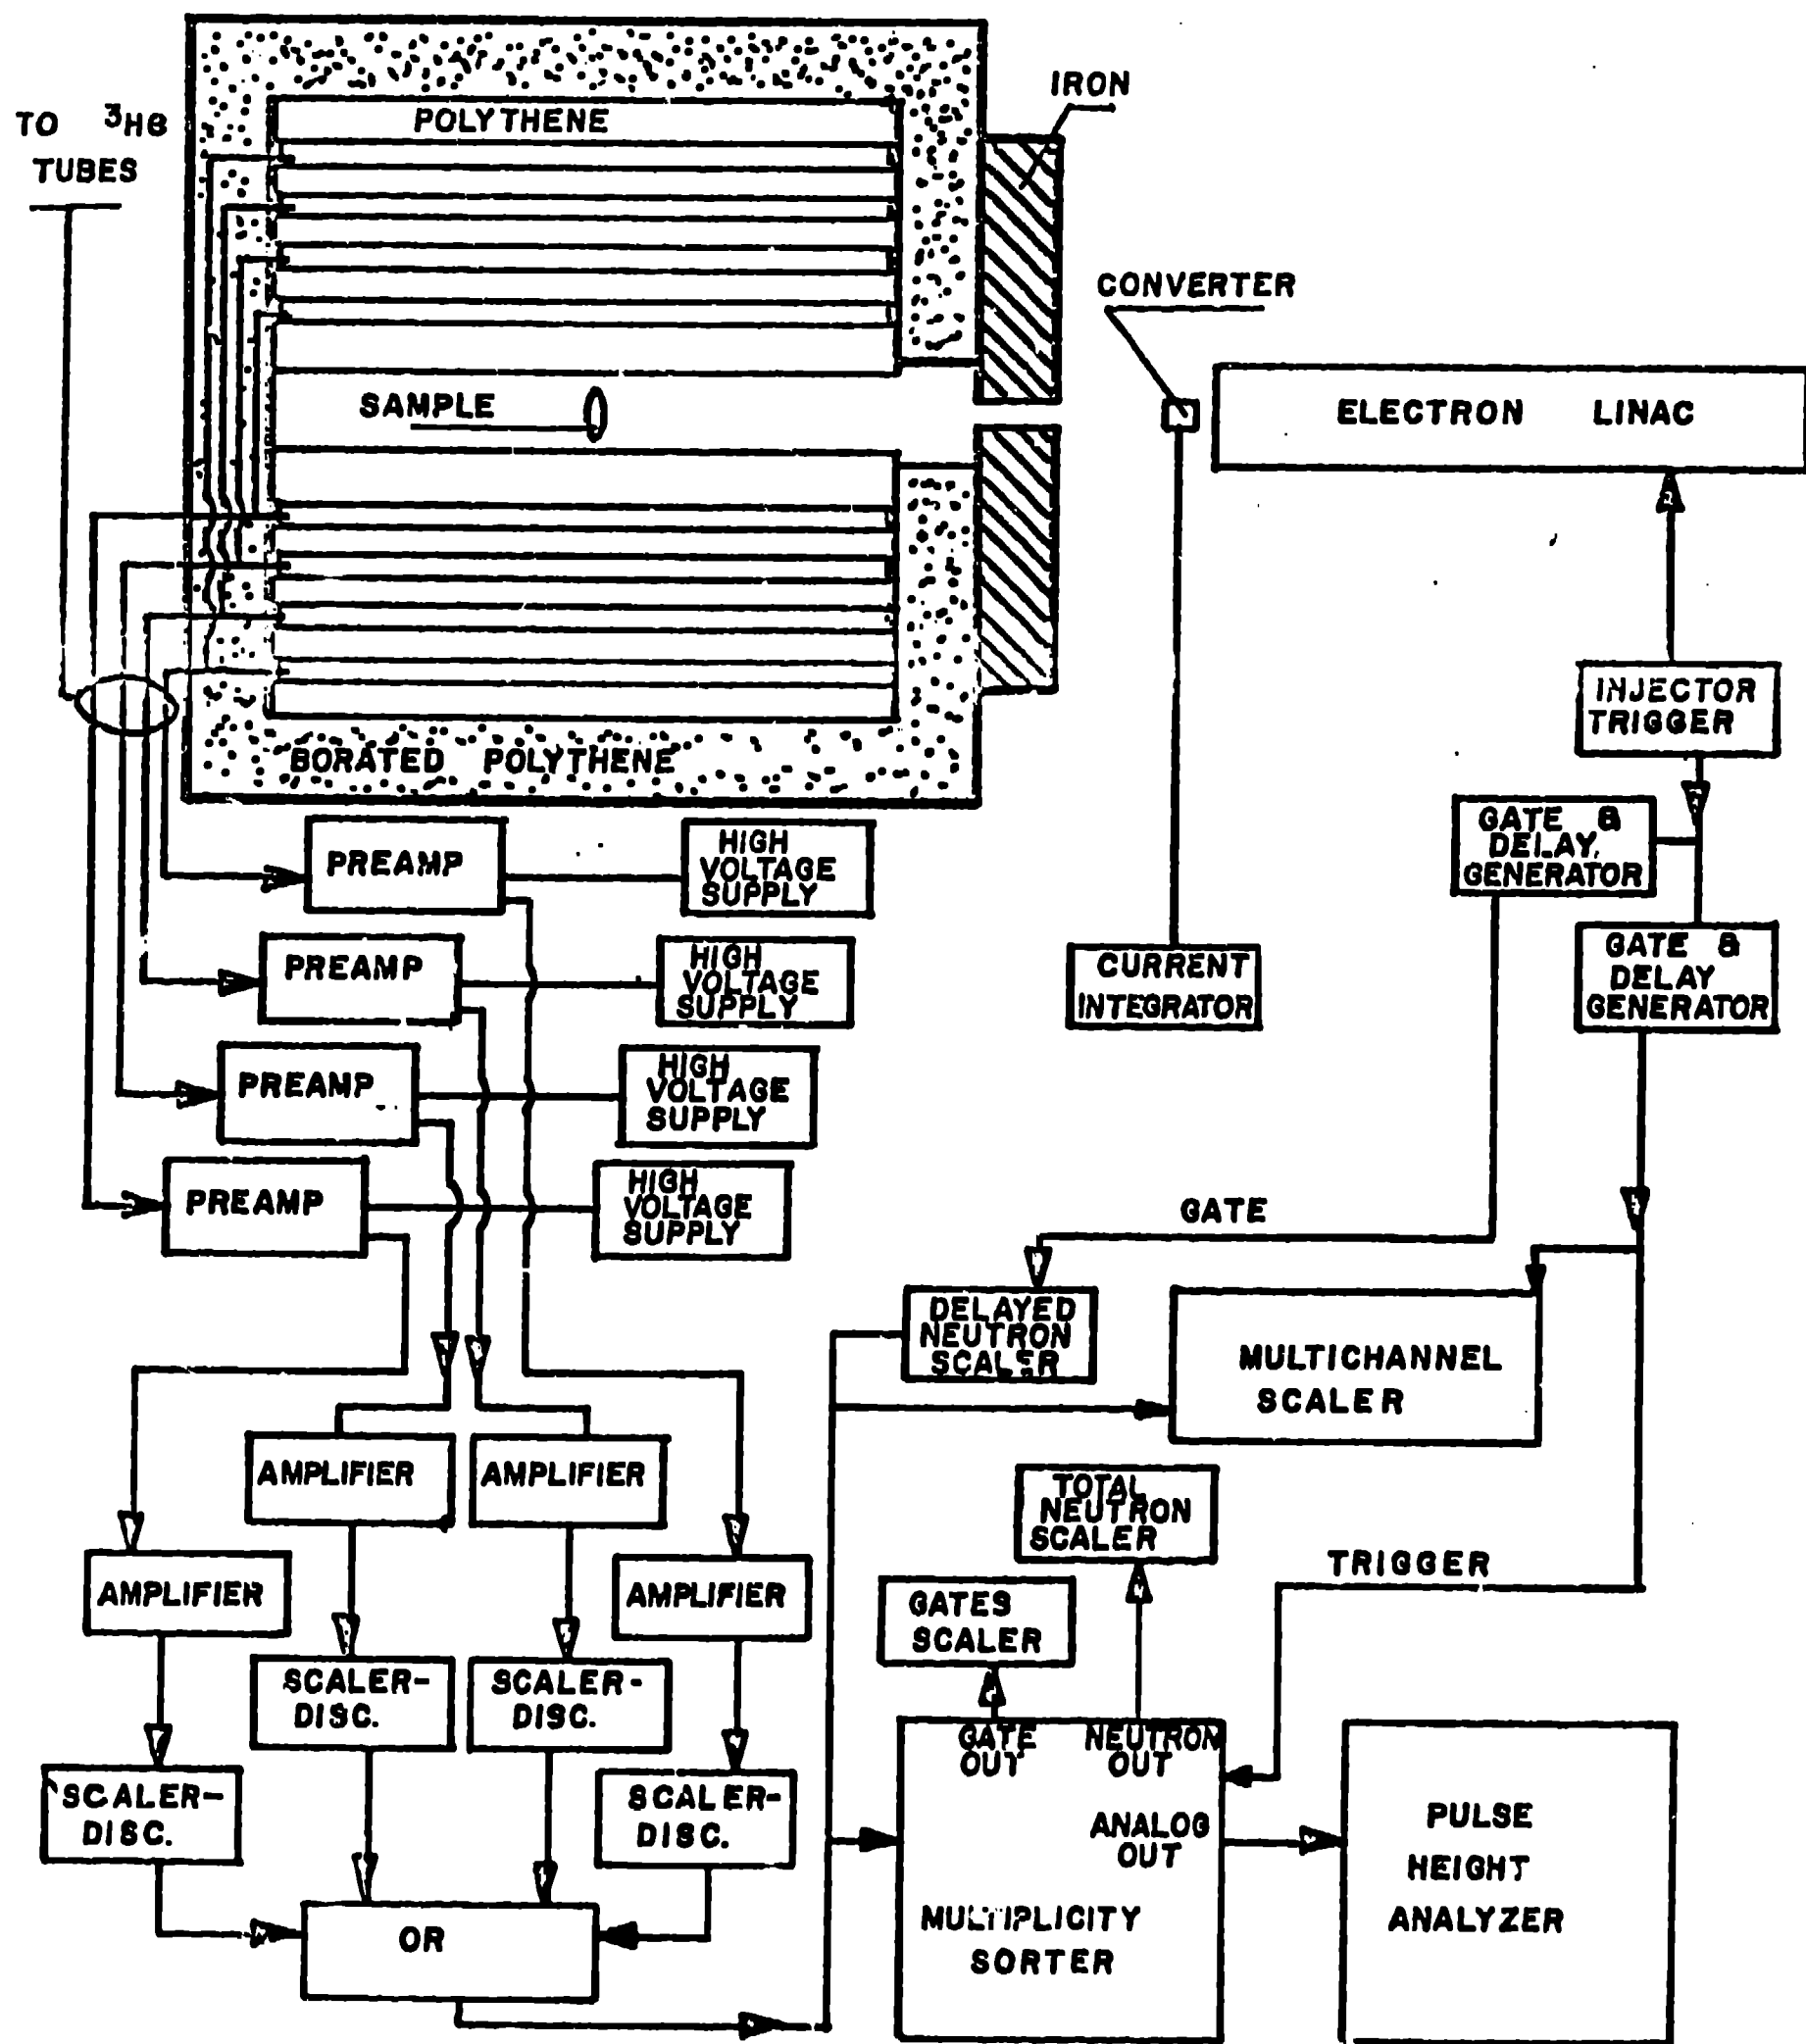 TO ³He
TUBES
POLYTHENE
IRON
CONVERTER
SAMPLE
ELECTRON LINAC
INJECTOR
TRIGGER
BORATED POLYTHENE
GATE &
DELAY
GENERATOR
GATE &
DELAY
GENERATOR
PREAMP
HIGH
VOLTAGE
SUPPLY
PREAMP
HIGH
VOLTAGE
SUPPLY
CURRENT
INTEGRATOR
PREAMP
HIGH
VOLTAGE
SUPPLY
PREAMP
HIGH
VOLTAGE
SUPPLY
GATE
DELAYED
NEUTRON
SCALER
MULTICHANNEL
SCALER
AMPLIFIER
AMPLIFIER
TOTAL
NEUTRON
SCALER
TRIGGER
AMPLIFIER
AMPLIFIER
GATES
SCALER
SCALER-
DISC.
SCALER-
DISC.
GATE
OUT
NEUTRON
OUT
SCALER-
DISC.
SCALER-
DISC.
ANALOG
OUT
PULSE
HEIGHT
ANALYZER
OR
MULTIPLICITY
SORTER